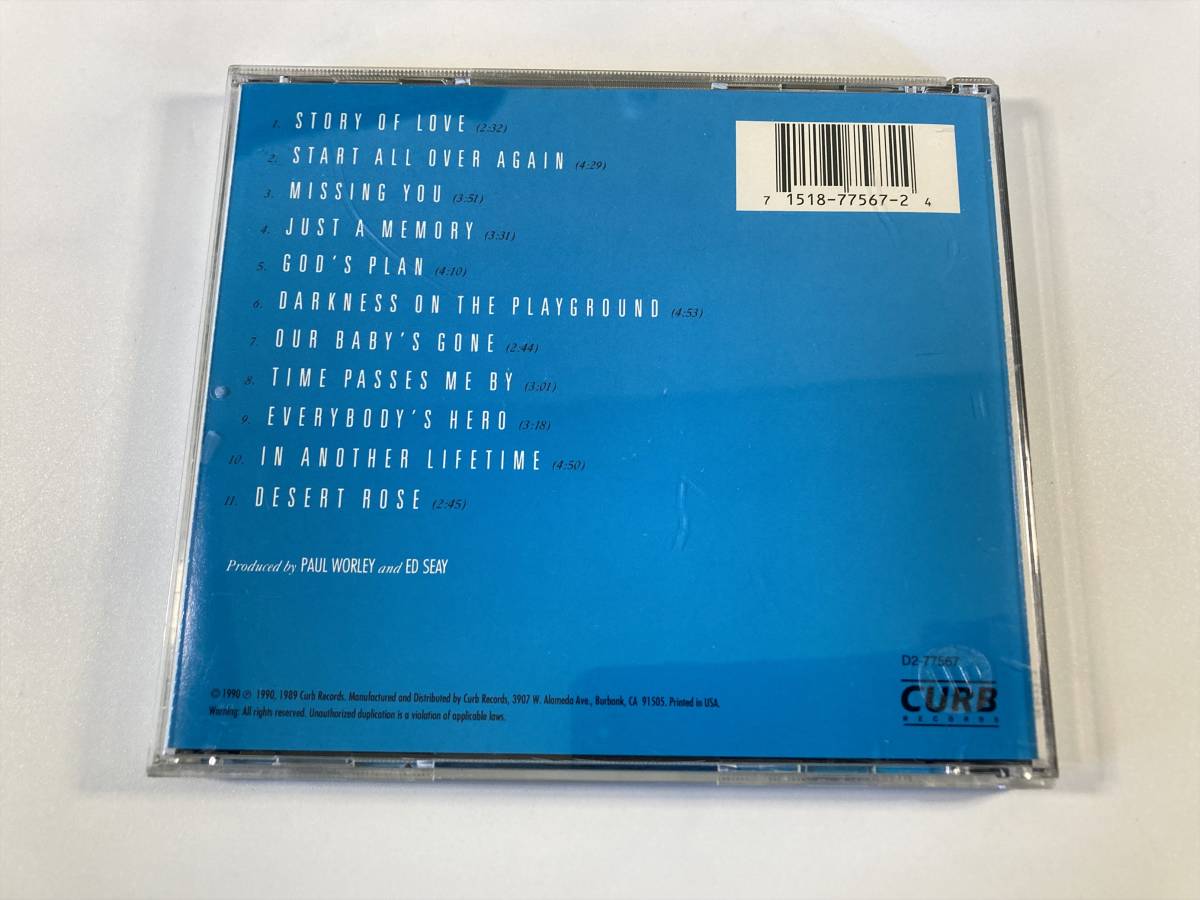 1. STORY OF LOVE (2:32)
2. START ALL OVER AGAIN (4:29)
3. MISSING YOU (3:51)
4. JUST A MEMORY (3:31)
5. GOD'S PLAN (4:10)
6. DARKNESS ON THE PLAYGROUND (4:53)
7. OUR BABY'S GONE (2:44)
8. TIME PASSES ME BY (3:01)
9. EVERYBODY'S HERO (3:18)
10. IN ANOTHER LIFETIME (4:50)
11. DESERT ROSE (2:45)
7 1518-77567-2 4
Produced by PAUL WORLEY and ED SEAY
D2-77567
CURB
RECORDS
© 1990 ℗ 1990, 1989 Curb Records. Manufactured and Distributed by Curb Records, 3907 W. Alameda Ave., Burbank, CA 91505. Printed in USA.
Warning: All rights reserved. Unauthorized duplication is a violation of applicable laws.